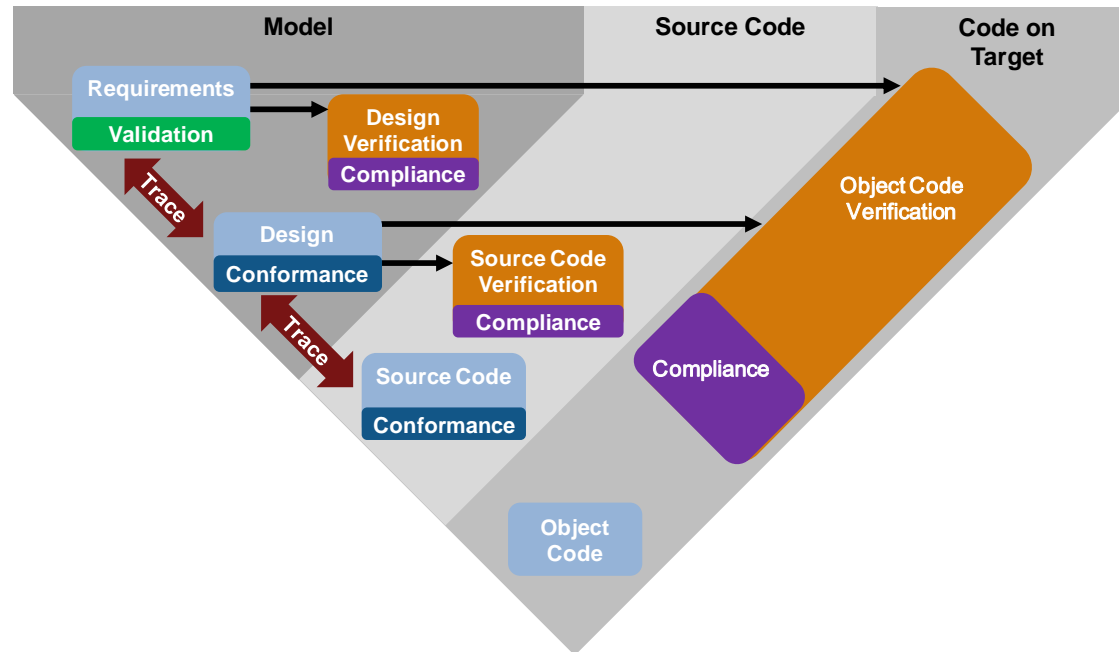 Model
Source Code
Code on
Target
Requirements
Validation
Design
Verification
Compliance
Trace
Design
Conformance
Source Code
Verification
Compliance
Object Code
Verification
Compliance
Trace
Source Code
Conformance
Object
Code